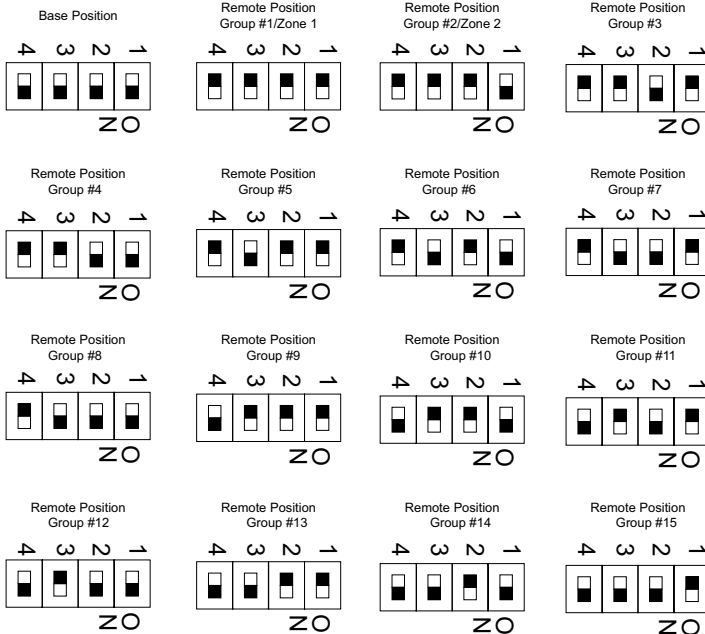 Base Position
4 3 2 1
ON
Remote Position
Group #1/Zone 1
4 3 2 1
ON
Remote Position
Group #2/Zone 2
4 3 2 1
ON
Remote Position
Group #3
4 3 2 1
ON
Remote Position
Group #4
4 3 2 1
ON
Remote Position
Group #5
4 3 2 1
ON
Remote Position
Group #6
4 3 2 1
ON
Remote Position
Group #7
4 3 2 1
ON
Remote Position
Group #8
4 3 2 1
ON
Remote Position
Group #9
4 3 2 1
ON
Remote Position
Group #10
4 3 2 1
ON
Remote Position
Group #11
4 3 2 1
ON
Remote Position
Group #12
4 3 2 1
ON
Remote Position
Group #13
4 3 2 1
ON
Remote Position
Group #14
4 3 2 1
ON
Remote Position
Group #15
4 3 2 1
ON